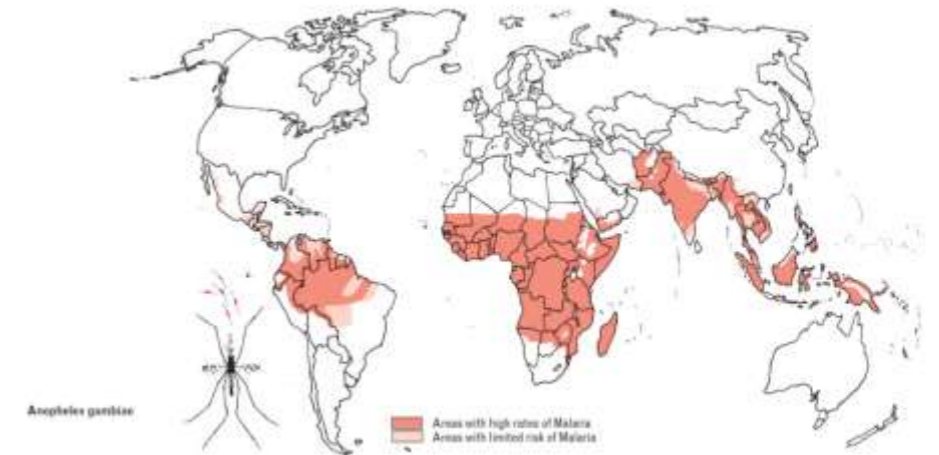 Anopheles gambiae
Areas with high rates of Malaria
Areas with limited risk of Malaria